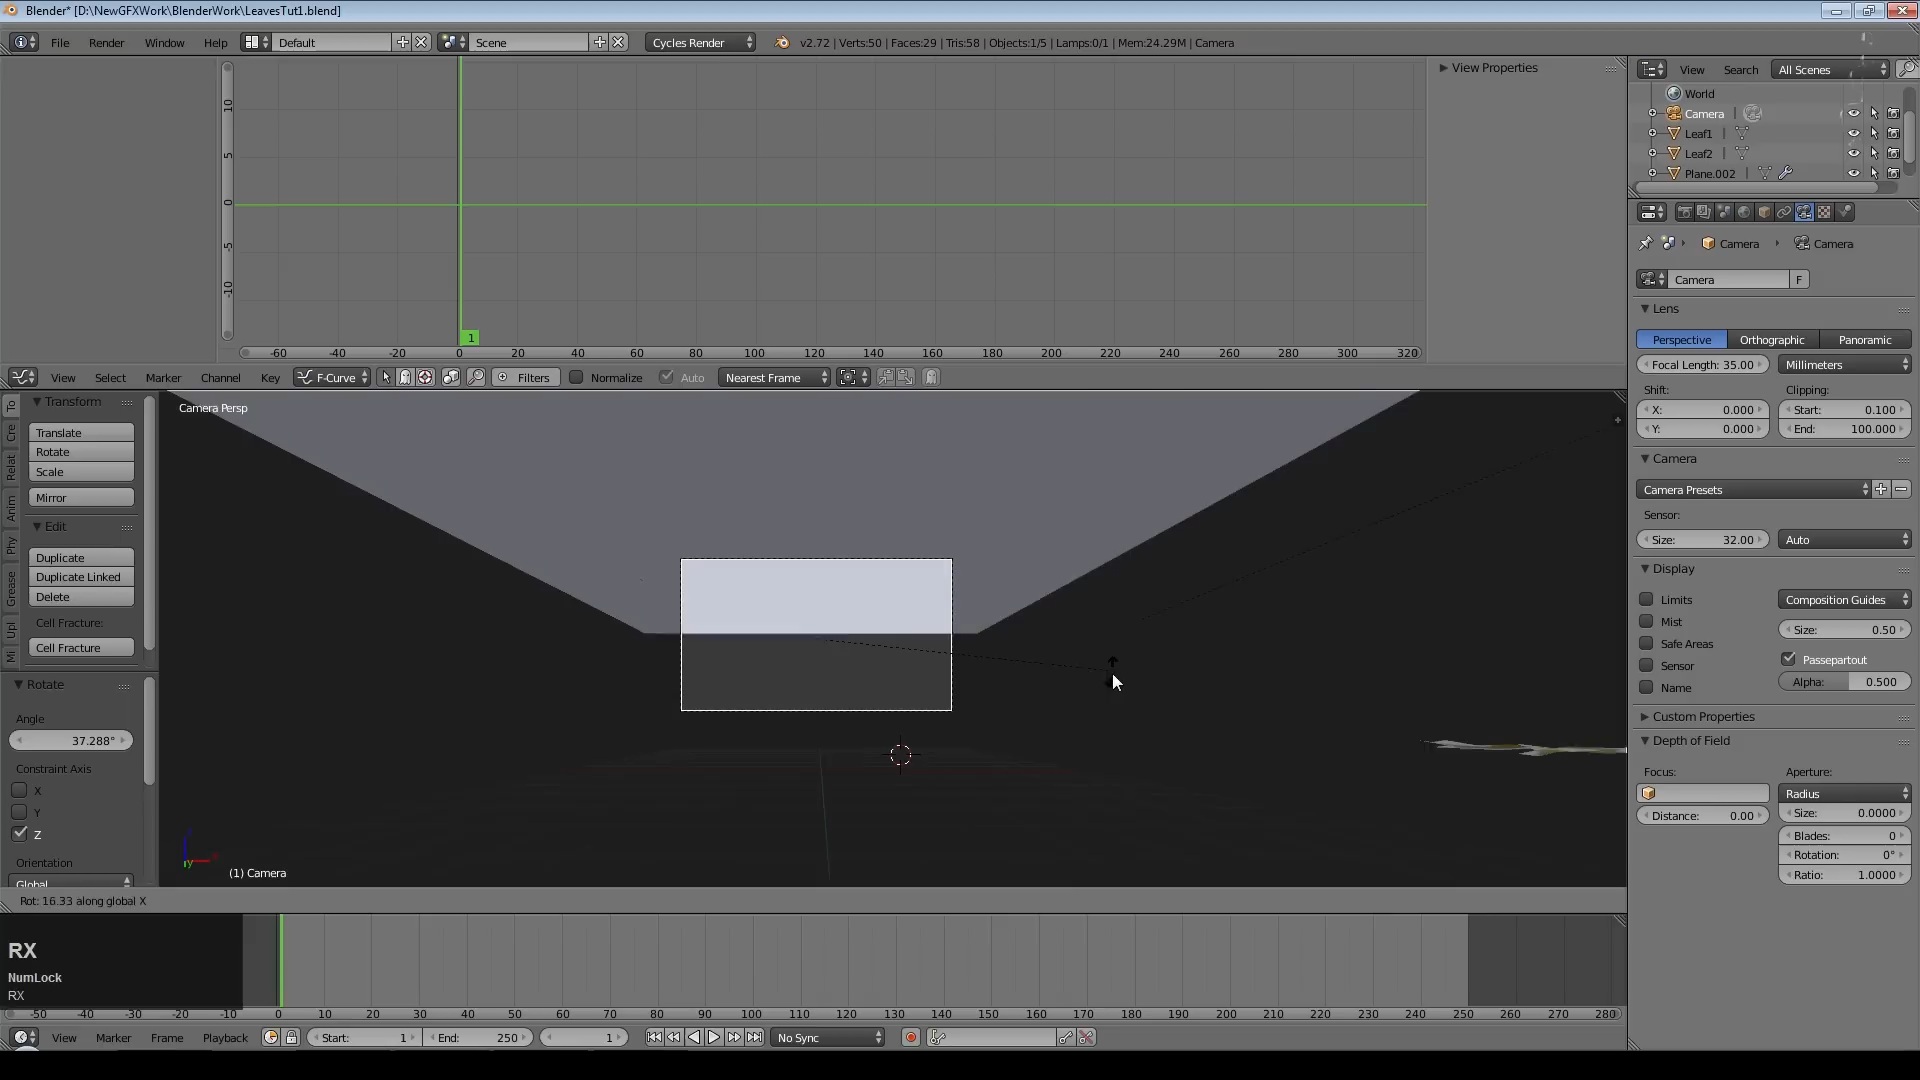 Blender* [D:\NewGFXWork\BlenderWork\LeavesTut1.blend]
File Render Window Help Default Scene Cycles Render v2.72 | Verts:50 | Faces:29 | Tris:58 | Objects:1/5 | Lamps:0/1 | Mem:24.29M | Camera
View Properties
10
5
0
-5
-10
1
-60 -40 -20 0 20 40 60 80 100 120 140 160 180 200 220 240 260 280 300 320
View Select Marker Channel Key F-Curve Filters Normalize Auto Nearest Frame
View Search All Scenes
World
Camera
Leaf1
Leaf2
Plane.002
Camera Camera
Camera F
Lens
Perspective Orthographic Panoramic
Focal Length: 35.00 Millimeters
Shift: Clipping:
X: 0.000 Start: 0.100
Y: 0.000 End: 100.000
Camera
Camera Presets
Sensor:
Size: 32.00 Auto
Display
Limits Composition Guides
Mist Size: 0.50
Safe Areas
Sensor Passepartout
Name Alpha: 0.500
Custom Properties
Depth of Field
Focus: Aperture:
Radius
Distance: 0.00 Size: 0.0000
Blades: 0
Rotation: 0°
Ratio: 1.0000
To
Cre
Relat
Anim
Phy
Grease
Upl
Mi
Transform
Translate
Rotate
Scale
Mirror
Edit
Duplicate
Duplicate Linked
Delete
Cell Fracture:
Cell Fracture
Rotate
Angle
37.288°
Constraint Axis
X
Y
Z
Orientation
Global
Camera Persp
(1) Camera
Rot: 16.33 along global X
RX
NumLock
RX
-50 -40 -30 -20 -10 0 10 20 30 40 50 60 70 80 90 100 110 120 130 140 150 160 170 180 190 200 210 220 230 240 250 260 270 280
View Marker Frame Playback Start: 1 End: 250 1 No Sync